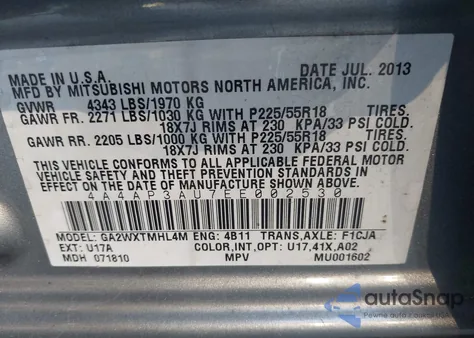 MADE IN U.S.A. DATE JUL. 2013
MFD BY MITSUBISHI MOTORS NORTH AMERICA, INC.
GVWR 4343 LBS/1970 KG
GAWR FR. 2271 LBS/1030 KG WITH P225/55R18 TIRES.
18X7J RIMS AT 230 KPA/33 PSI COLD.
GAWR RR. 2205 LBS/1000 KG WITH P225/55R18 TIRES.
18X7J RIMS AT 230 KPA/33 PSI COLD.
THIS VEHICLE CONFORMS TO ALL APPLICABLE FEDERAL MOTOR
VEHICLE SAFETY AND THEFT PREVENTION STANDARDS IN
EFFECT ON THE DATE OF MANUFACTURE SHOWN ABOVE.
4A4AP3AU7EE002530
MODEL: GA2WXTMHL4M ENG: 4B11 TRANS,AXLE: F1CJA
EXT: U17A COLOR,INT,OPT: U17,41X,A02
MDH 071810 MPV MU001602
autoSnap
Pewne auto z USA